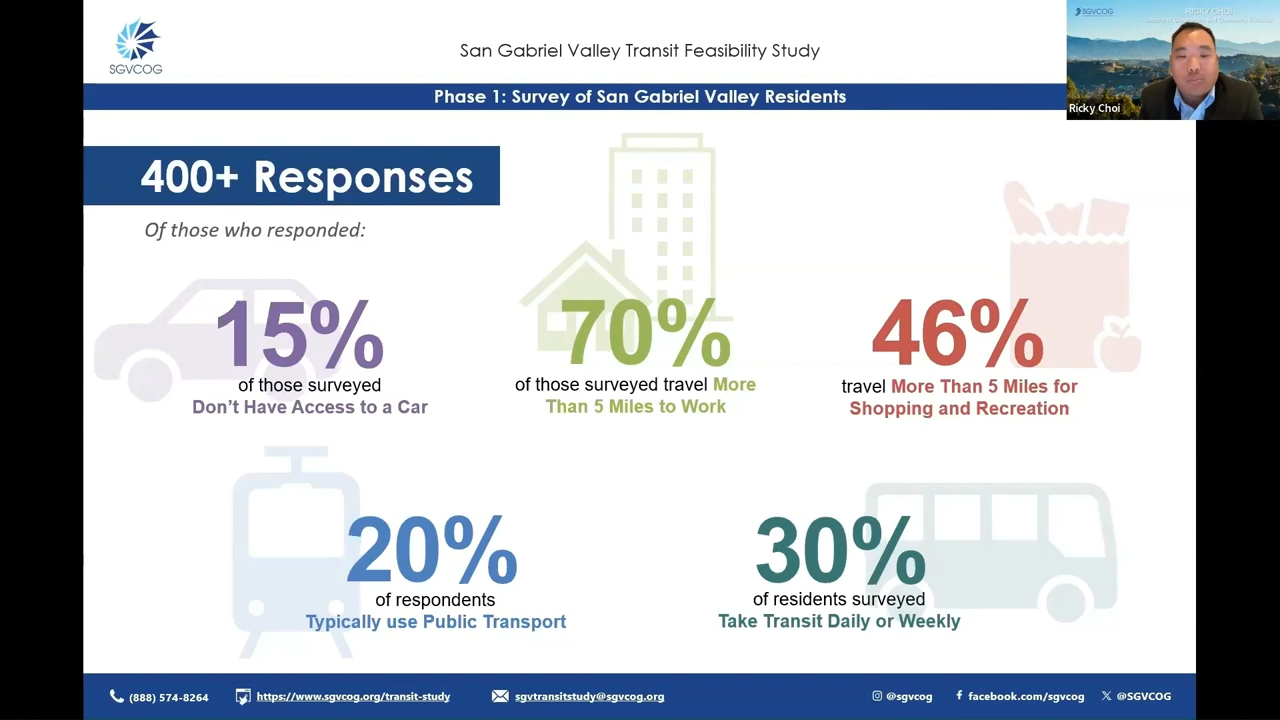 SGVCOG
San Gabriel Valley Transit Feasibility Study
Phase 1: Survey of San Gabriel Valley Residents
SGVCOG
RICKY CHOI
Ricky Choi
400+ Responses
Of those who responded:
15%
of those surveyed
Don't Have Access to a Car
70%
of those surveyed travel More
Than 5 Miles to Work
46%
travel More Than 5 Miles for
Shopping and Recreation
20%
of respondents
Typically use Public Transport
30%
of residents surveyed
Take Transit Daily or Weekly
(888) 574-8264
https://www.sgvcog.org/transit-study
sgvtransitstudy@sgvcog.org
@sgvcog
facebook.com/sgvcog
@SGVCOG